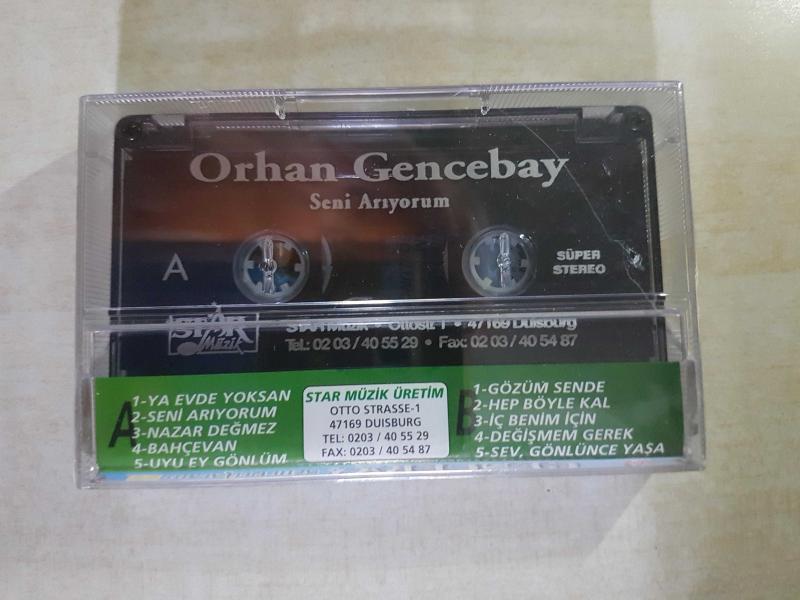 Orhan Gencebay
Seni Arıyorum
A
SÜPER
STEREO
STAR
Müzik
STAR Müzik • Ottostr. 1 • 47169 Duisburg
Tel.: 02 03 / 40 55 29 • Fax: 02 03 / 40 54 87
A
1-YA EVDE YOKSAN
2-SENİ ARIYORUM
3-NAZAR DEĞMEZ
4-BAHÇEVAN
5-UYU EY GÖNLÜM
STAR MÜZİK ÜRETİM
OTTO STRASSE-1
47169 DUISBURG
TEL: 0203 / 40 55 29
FAX: 0203 / 40 54 87
B
1-GÖZÜM SENDE
2-HEP BÖYLE KAL
3-İÇ BENİM İÇİN
4-DEĞİŞMEM GEREK
5-SEV, GÖNLÜNCE YAŞA